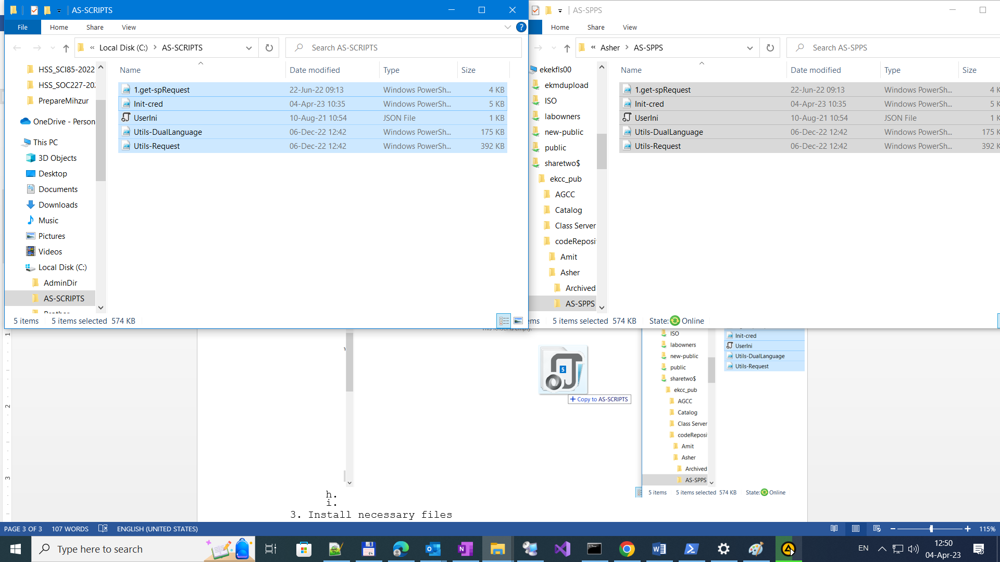 AS-SCRIPTS
File Home Share View
Local Disk (C:) AS-SCRIPTS
Search AS-SCRIPTS
HSS_SCI85-2022
HSS_SOC227-202
PrepareMihzur
OneDrive - Person
This PC
3D Objects
Desktop
Documents
Downloads
Music
Pictures
Videos
Local Disk (C:)
AdminDir
AS-SCRIPTS
Name Date modified Type Size
1.get-spRequest 22-Jun-22 09:13 Windows PowerSh... 4 KB
Init-cred 04-Apr-23 10:35 Windows PowerSh... 5 KB
UserIni 10-Aug-21 10:54 JSON File 1 KB
Utils-DualLanguage 06-Dec-22 12:42 Windows PowerSh... 175 KB
Utils-Request 06-Dec-22 12:42 Windows PowerSh... 392 KB
5 items 5 items selected 574 KB
AS-SPPS
Home Share View
Asher AS-SPPS
Search AS-SPPS
ekekfls00
ekmdupload
ISO
labowners
new-public
public
sharetwo$
ekcc_pub
AGCC
Catalog
Class Server
codeReposi
Amit
Asher
Archived
AS-SPPS
Name Date modified Type Size
1.get-spRequest 22-Jun-22 09:13 Windows PowerSh... 4 K
Init-cred 04-Apr-23 10:35 Windows PowerSh... 5 K
UserIni 10-Aug-21 10:54 JSON File 1 K
Utils-DualLanguage 06-Dec-22 12:42 Windows PowerSh... 175 K
Utils-Request 06-Dec-22 12:42 Windows PowerSh... 392 K
ems 5 items selected 574 KB State: Online
This folder is empty.
5
+ Copy to AS-SCRIPTS
ISO
labowners
new-public
public
sharetwo$
ekcc_pub
AGCC
Catalog
Class Server
codeReposi
Amit
Asher
Archived
AS-SPPS
Init-cred
UserIni
Utils-DualLanguage
Utils-Request
5 items 5 items selected 574 KB State: Online
1
2
3
h.
i.
3. Install necessary files
PAGE 3 OF 3 107 WORDS ENGLISH (UNITED STATES) 115%
Type here to search
EN
12:50
04-Apr-23